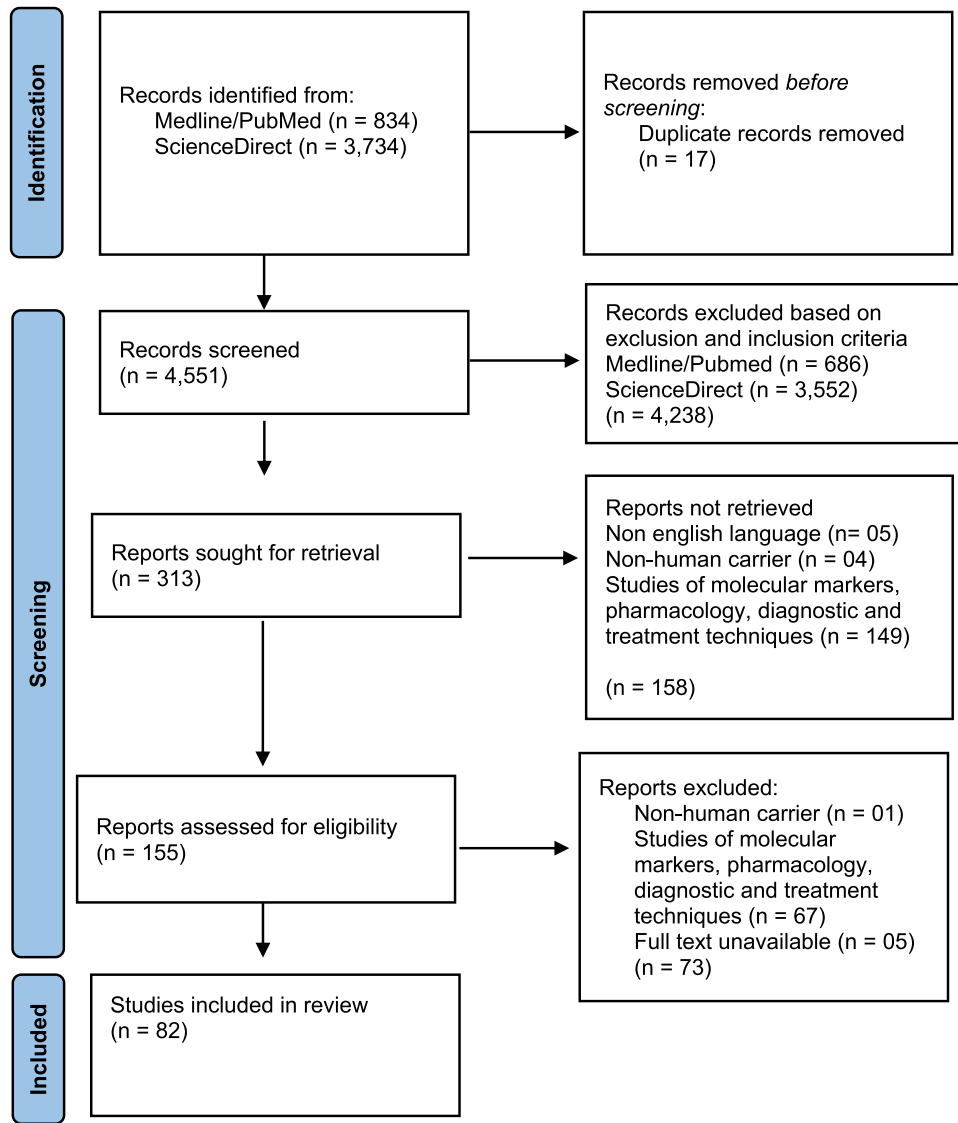 Identification
Records identified from:
Medline/PubMed (n = 834)
ScienceDirect (n = 3,734)
Records removed before
screening:
Duplicate records removed
(n = 17)
Screening
Records screened
(n = 4,551)
Records excluded based on
exclusion and inclusion criteria
Medline/Pubmed (n = 686)
ScienceDirect (n = 3,552)
(n = 4,238)
Reports sought for retrieval
(n = 313)
Reports not retrieved
Non english language (n= 05)
Non-human carrier (n = 04)
Studies of molecular markers,
pharmacology, diagnostic and
treatment techniques (n = 149)
(n = 158)
Reports assessed for eligibility
(n = 155)
Reports excluded:
Non-human carrier (n = 01)
Studies of molecular
markers, pharmacology,
diagnostic and treatment
techniques (n = 67)
Full text unavailable (n = 05)
(n = 73)
Included
Studies included in review
(n = 82)